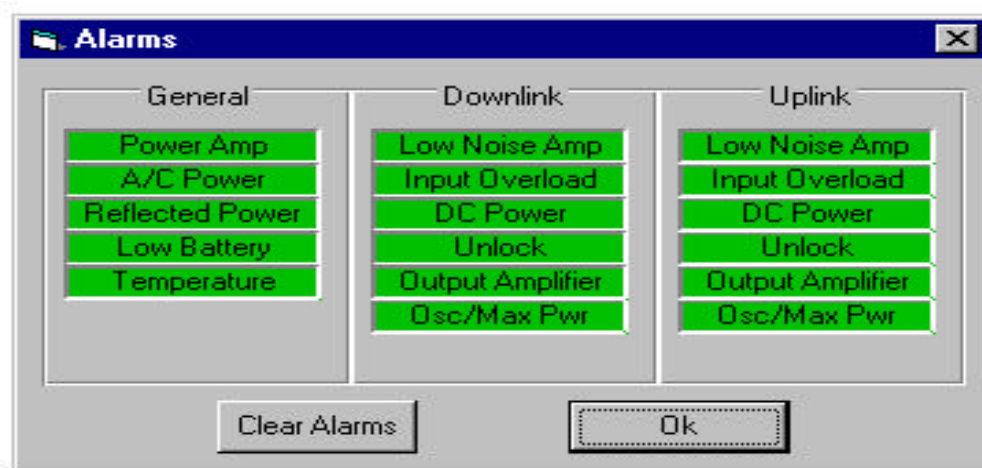 Alarms
General
Power Amp
A/C Power
Reflected Power
Low Battery
Temperature
Downlink
Low Noise Amp
Input Overload
DC Power
Unlock
Output Amplifier
Osc/Max Pwr
Uplink
Low Noise Amp
Input Overload
DC Power
Unlock
Output Amplifier
Osc/Max Pwr
Clear Alarms
Ok